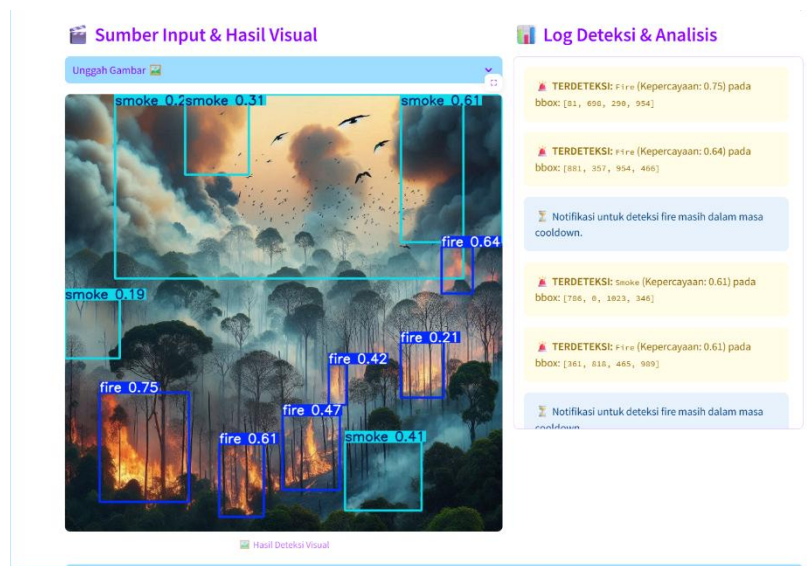 Sumber Input & Hasil Visual
Unggah Gambar
smoke 0.2
smoke 0.31
smoke 0.61
fire 0.64
smoke 0.19
fire 0.21
fire 0.42
fire 0.75
fire 0.47
fire 0.61
smoke 0.41
Hasil Deteksi Visual
Log Deteksi & Analisis
TERDETEKSI: Fire (Kepercayaan: 0.75) pada
bbox: [81, 698, 290, 954]
TERDETEKSI: Fire (Kepercayaan: 0.64) pada
bbox: [881, 357, 954, 466]
Notifikasi untuk deteksi fire masih dalam masa
cooldown.
TERDETEKSI: Smoke (Kepercayaan: 0.61) pada
bbox: [786, 0, 1023, 346]
TERDETEKSI: Fire (Kepercayaan: 0.61) pada
bbox: [361, 818, 465, 989]
Notifikasi untuk deteksi fire masih dalam masa
cooldown.